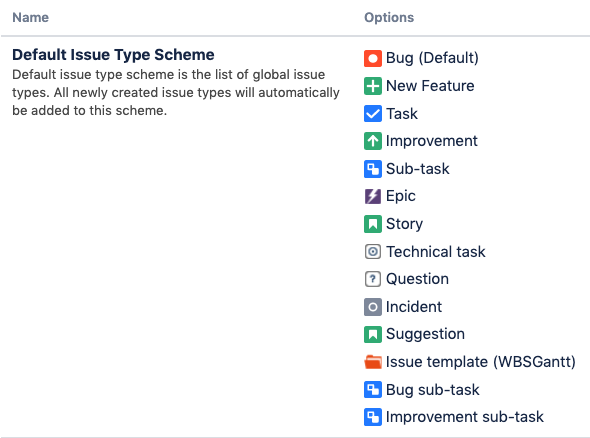 Name
Options
Default Issue Type Scheme
Default issue type scheme is the list of global issue
types. All newly created issue types will automatically
be added to this scheme.
Bug (Default)
New Feature
Task
Improvement
Sub-task
Epic
Story
Technical task
Question
Incident
Suggestion
Issue template (WBSGantt)
Bug sub-task
Improvement sub-task